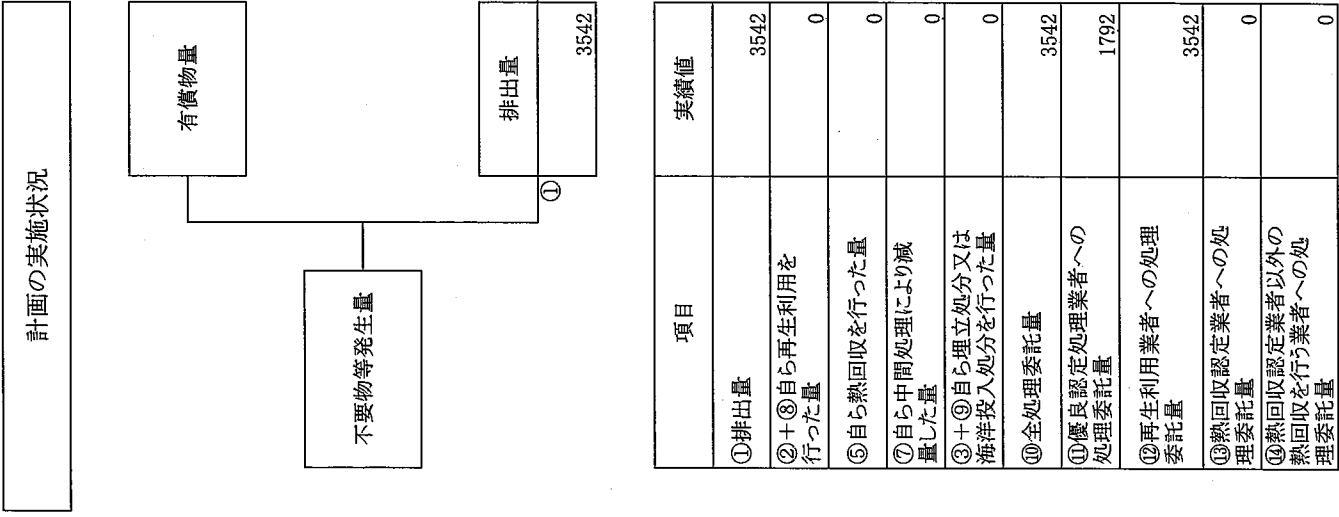 計画の実施状況
有償物量
不要物等発生量
排出量
①
3542
項目 実績値
①排出量 3542
②+⑧自ら再生利用を
行った量 0
⑤自ら熱回収を行った量 0
⑦自ら中間処理により減
量した量 0
③+⑨自ら埋立処分又は
海洋投入処分を行った量 0
⑩全処理委託量 3542
⑪優良認定処理業者への
処理委託量 1792
⑫再生利用業者への処理
委託量 3542
⑬熱回収認定業者への処
理委託量 0
⑭熱回収認定業者以外の
熱回収を行う業者への処
理委託量 0